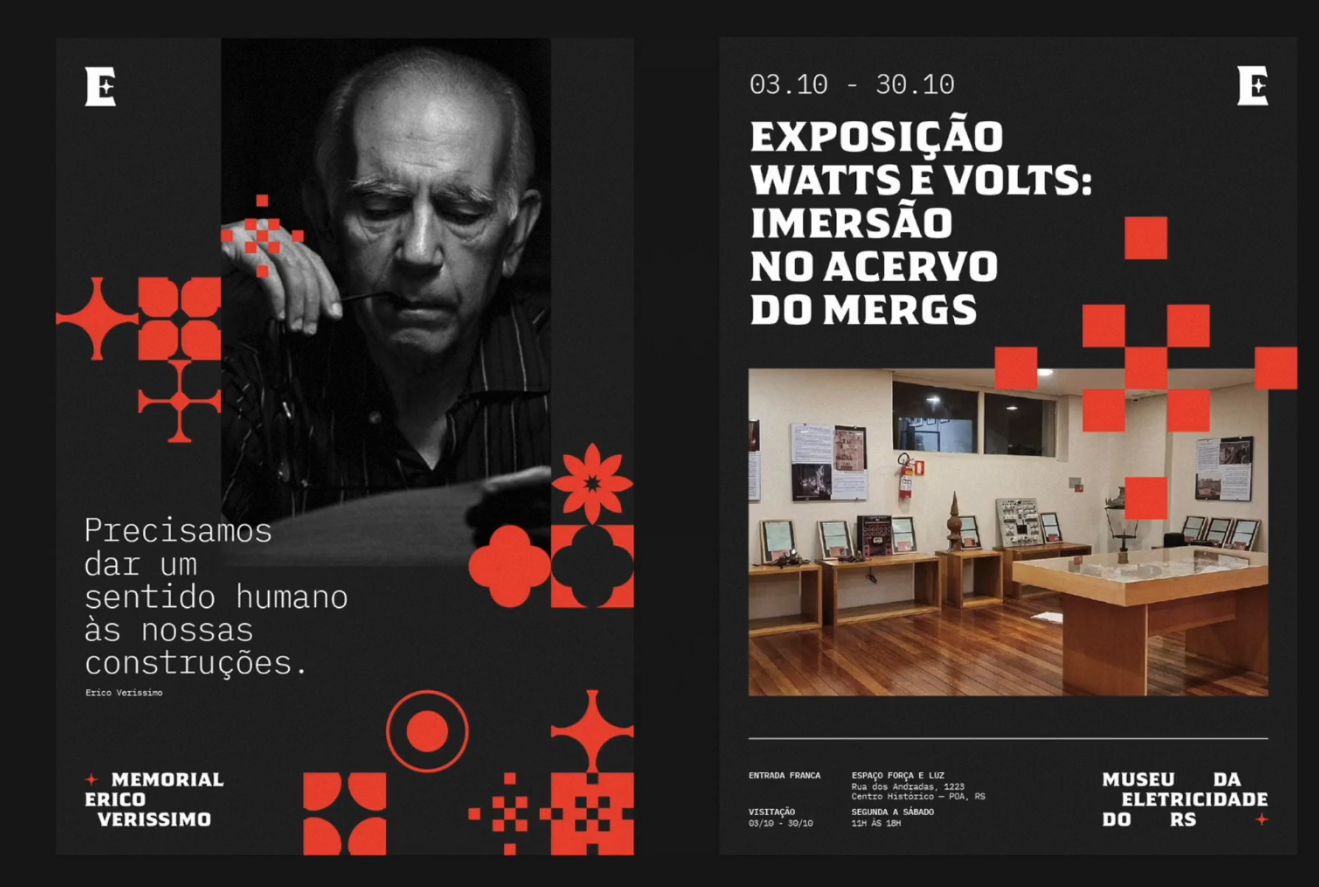 E
Precisamos
dar um
sentido humano
às nossas
construções.
Erico Verissimo
MEMORIAL
ERICO
VERISSIMO
03.10 - 30.10
E
EXPOSIÇÃO
WATTS E VOLTS:
IMERSÃO
NO ACERVO
DO MERGS
ENTRADA FRANCA
VISITAÇÃO
03/10 - 30/10
ESPAÇO FORÇA E LUZ
Rua dos Andradas, 1223
Centro Histórico — POA, RS
SEGUNDA A SÁBADO
11H ÀS 18H
MUSEU DA
ELETRICIDADE
DO RS